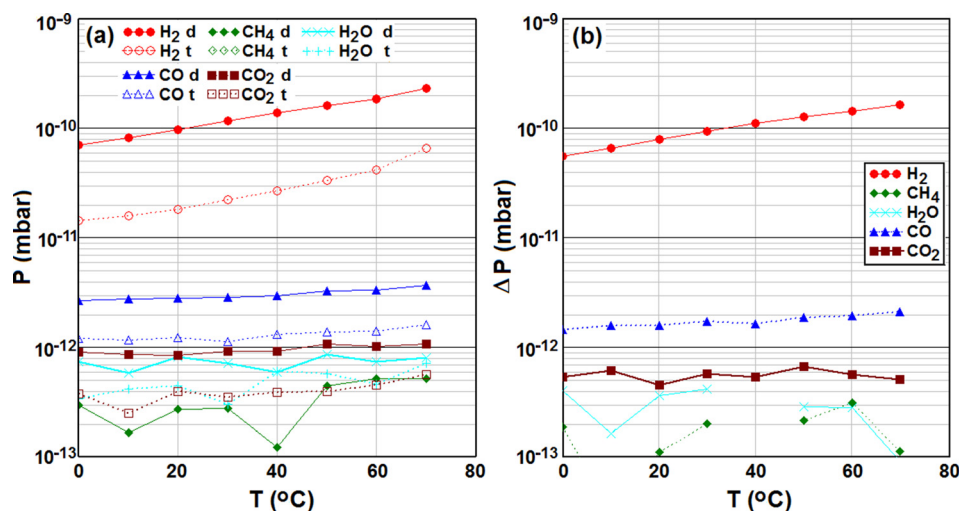 (a)
H₂ d CH₄ d H₂O d
H₂ t CH₄ t H₂O t
CO d CO₂ d
CO t CO₂ t
10⁻⁹
10⁻¹⁰
10⁻¹¹
10⁻¹²
10⁻¹³
P (mbar)
0 20 40 60 80
T (ºC)
(b)
10⁻⁹
10⁻¹⁰
10⁻¹¹
10⁻¹²
10⁻¹³
Δ P (mbar)
H₂
CH₄
H₂O
CO
CO₂
0 20 40 60 80
T (ºC)